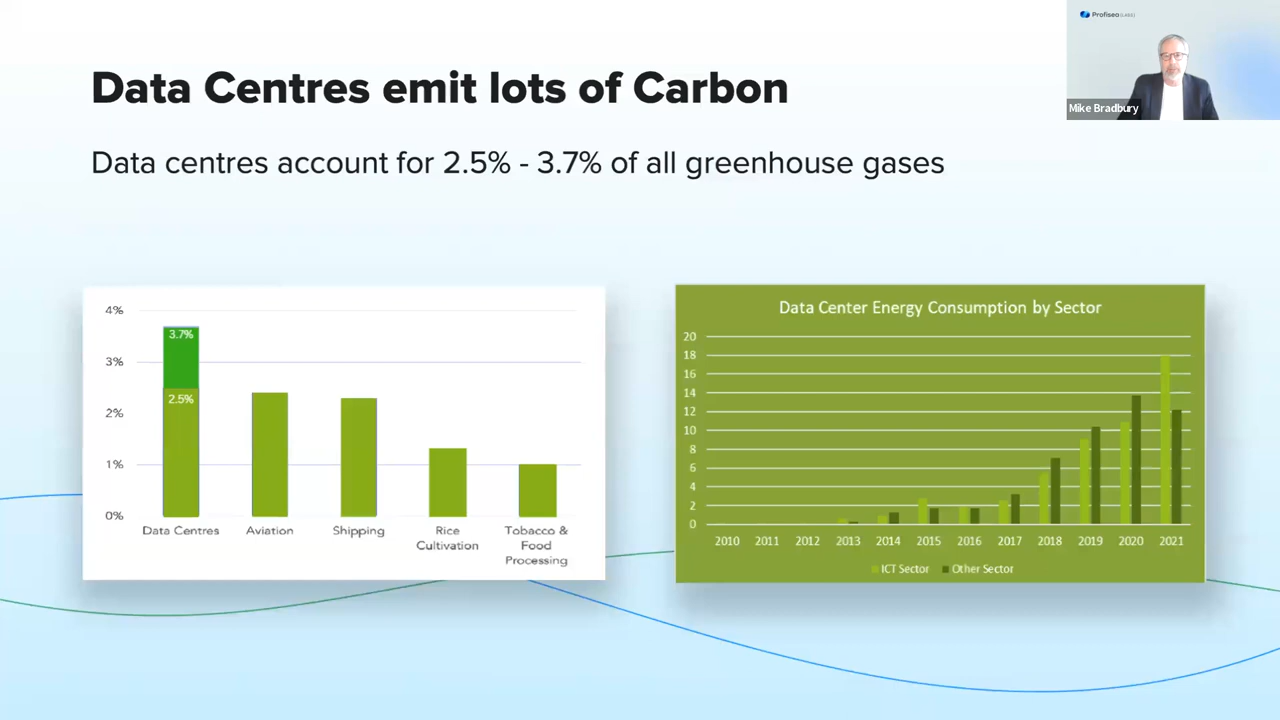 Data Centres emit lots of Carbon
Data centres account for 2.5% - 3.7% of all greenhouse gases
Profiseo (LABS)
Mike Bradbury
4%
3%
2%
1%
0%
3.7%
2.5%
Data Centres
Aviation
Shipping
Rice
Cultivation
Tobacco &
Food
Processing
Data Center Energy Consumption by Sector
20
18
16
14
12
10
8
6
4
2
0
2010 2011 2012 2013 2014 2015 2016 2017 2018 2019 2020 2021
ICT Sector Other Sector